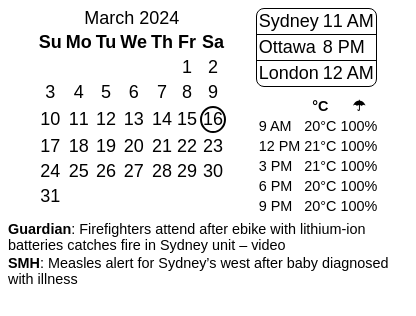 March 2024
Su Mo Tu We Th Fr Sa
1 2
3 4 5 6 7 8 9
10 11 12 13 14 15 16
17 18 19 20 21 22 23
24 25 26 27 28 29 30
31
Sydney 11 AM
Ottawa 8 PM
London 12 AM
°C ☂
9 AM 20°C 100%
12 PM 21°C 100%
3 PM 21°C 100%
6 PM 20°C 100%
9 PM 20°C 100%
Guardian: Firefighters attend after ebike with lithium-ion
batteries catches fire in Sydney unit – video
SMH: Measles alert for Sydney's west after baby diagnosed
with illness